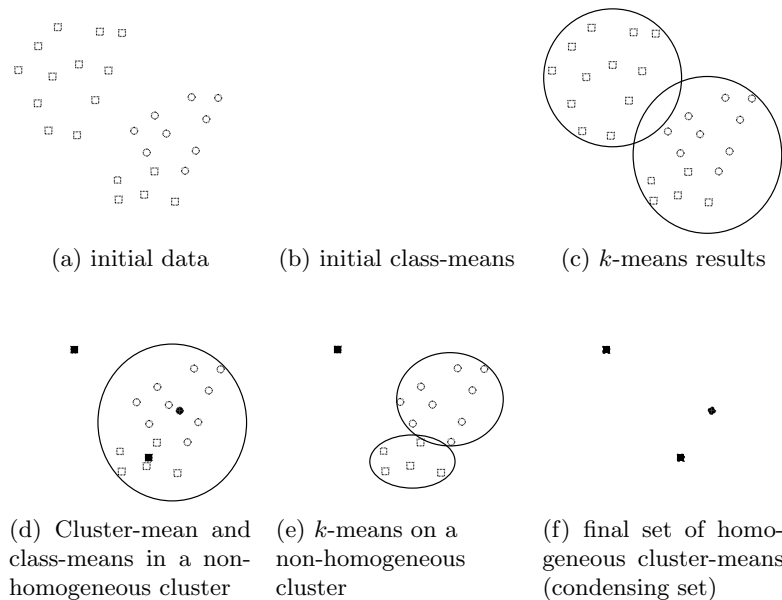 (a) initial data
(b) initial class-means
(c) k-means results
(d) Cluster-mean and
class-means in a non-
homogeneous cluster
(e) k-means on a
non-homogeneous
cluster
(f) final set of homo-
geneous cluster-means
(condensing set)